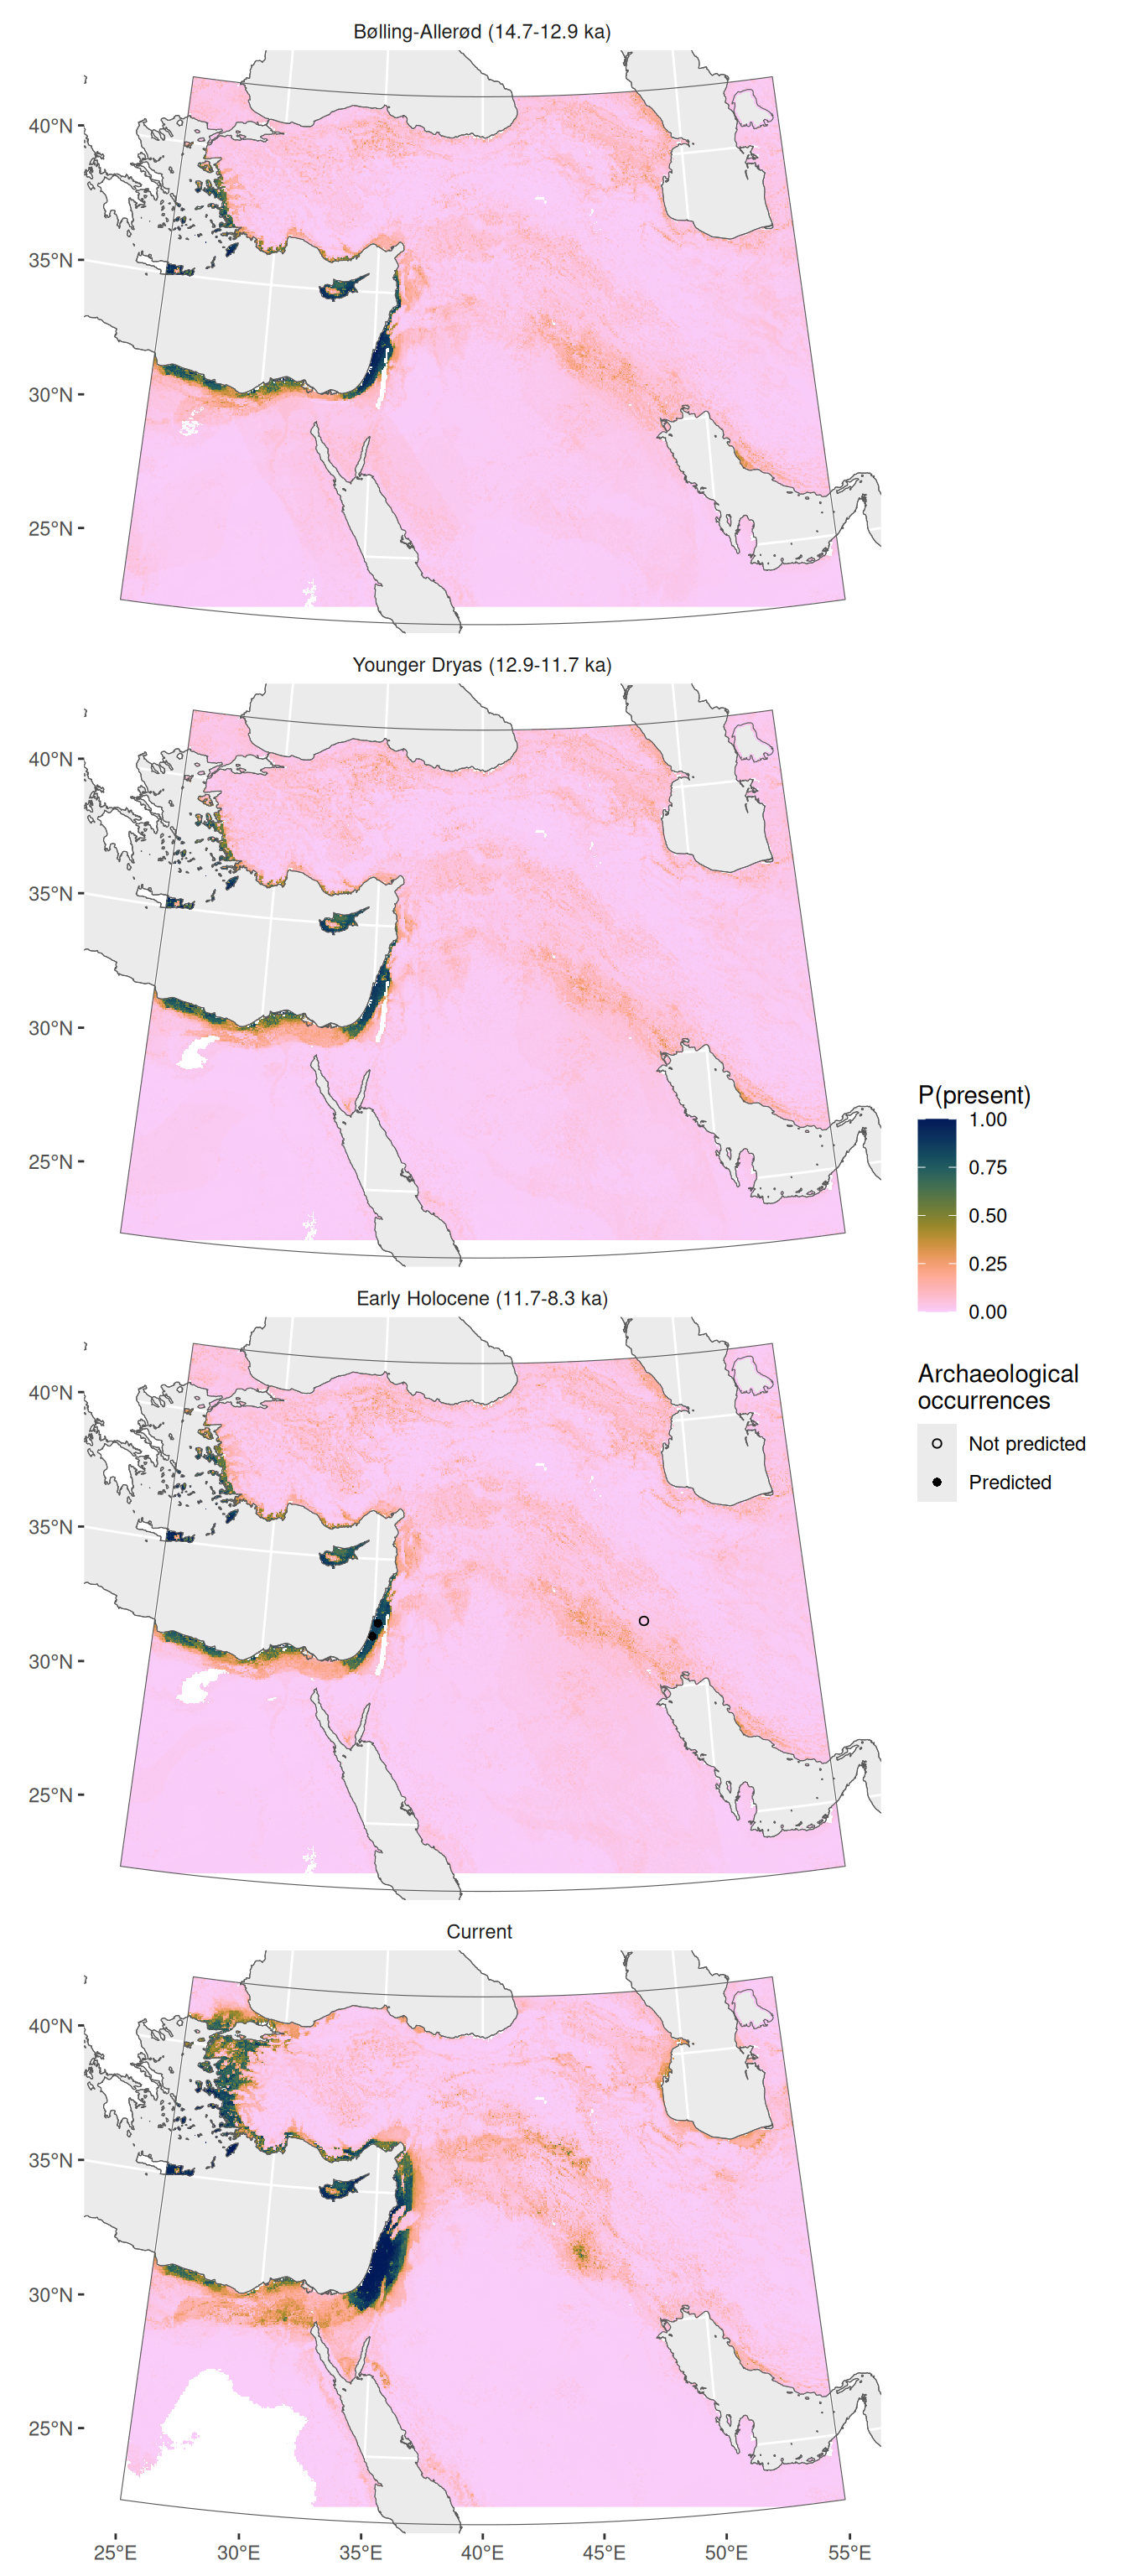 Bølling-Allerød (14.7-12.9 ka)
40°N
35°N
30°N
25°N
Younger Dryas (12.9-11.7 ka)
40°N
35°N
30°N
25°N
P(present)
1.00
0.75
0.50
0.25
0.00
Early Holocene (11.7-8.3 ka)
40°N
35°N
30°N
25°N
Archaeological
occurrences
Not predicted
Predicted
Current
40°N
35°N
30°N
25°N
25°E 30°E 35°E 40°E 45°E 50°E 55°E